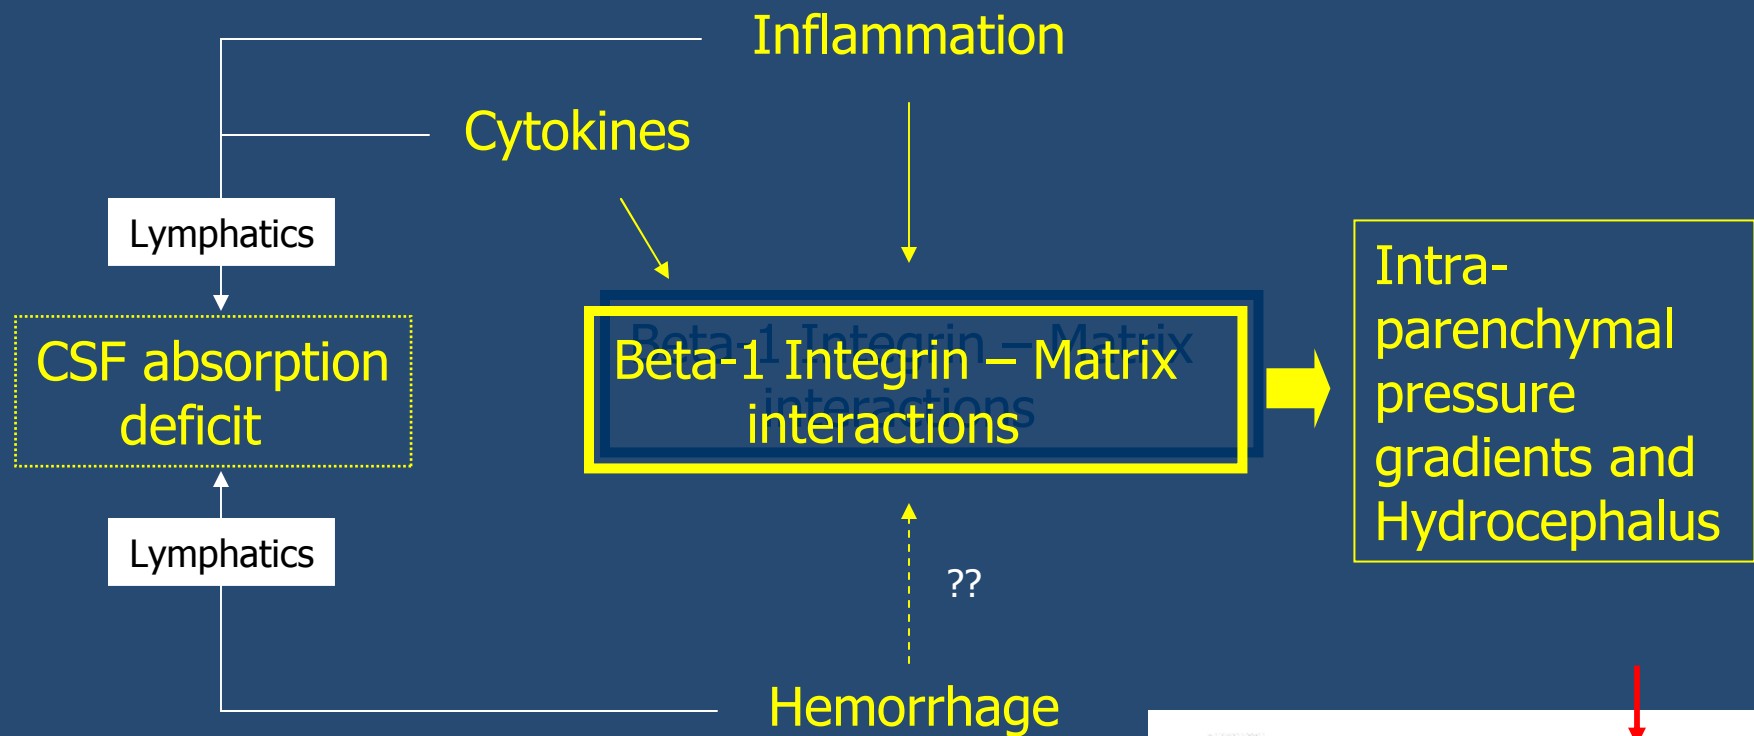 Inflammation
Cytokines
Lymphatics
CSF absorption
deficit
Beta-1 Integrin – Matrix
interactions
Intra-
parenchymal
pressure
gradients and
Hydrocephalus
Lymphatics
??
Hemorrhage